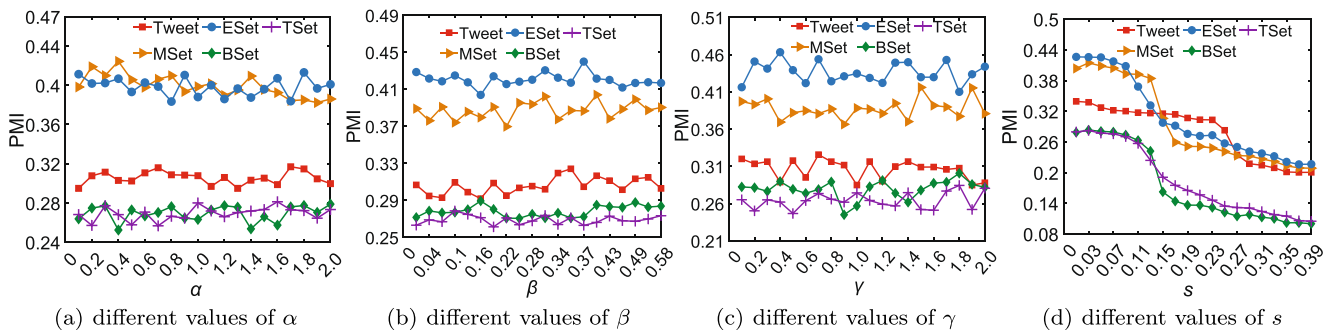 0.47
0.44
0.4
0.36
0.32
0.28
0.24
PMI
Tweet ESet TSet
MSet BSet
0 0.2 0.4 0.6 0.8 1.0 1.2 1.4 1.6 1.8 2.0
α
(a) different values of α
0.49
0.45
0.41
0.37
0.33
0.29
0.25
PMI
Tweet ESet TSet
MSet BSet
0 0.04 0.10 0.16 0.22 0.28 0.31 0.37 0.43 0.49 0.58
β
(b) different values of β
0.51
0.46
0.41
0.36
0.31
0.26
0.21
PMI
Tweet ESet TSet
MSet BSet
0 0.2 0.4 0.6 0.8 1.0 1.2 1.4 1.6 1.8 2.0
γ
(c) different values of γ
0.5
0.44
0.38
0.32
0.26
0.2
0.14
0.08
PMI
Tweet ESet TSet
MSet BSet
0 0.03 0.07 0.11 0.15 0.19 0.23 0.27 0.31 0.35 0.39
s
(d) different values of s